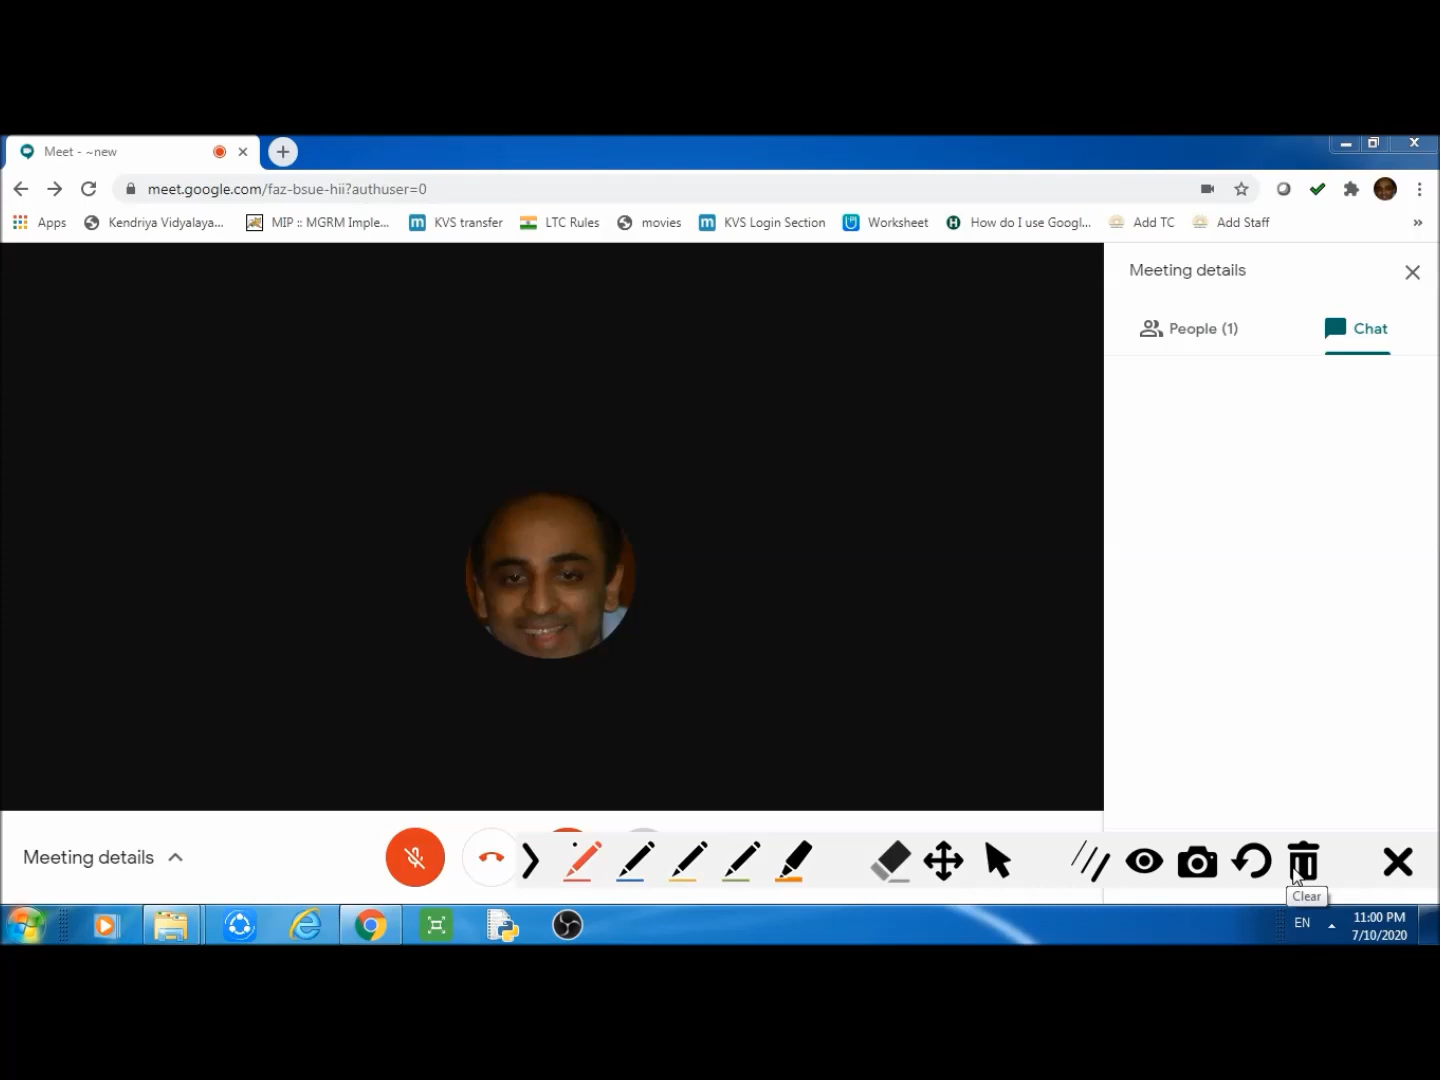 Meet - ~new
meet.google.com/faz-bsue-hii?authuser=0
Apps Kendriya Vidyalaya... MIP :: MGRM Imple... m KVS transfer LTC Rules movies m KVS Login Section U Worksheet H How do I use Googl... Add TC Add Staff »
Meeting details
People (1) Chat
Meeting details
Clear
EN 11:00 PM
7/10/2020